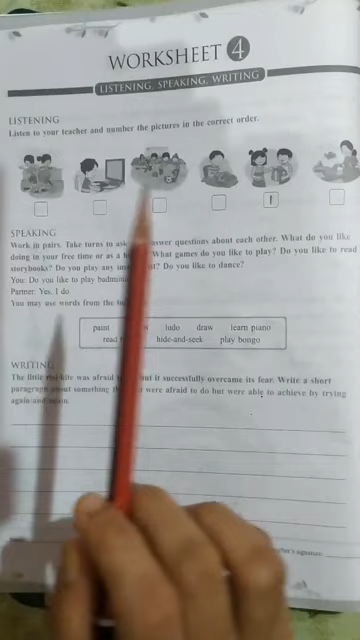 WORKSHEET 4
LISTENING, SPEAKING, WRITING
LISTENING
Listen to your teacher and number the pictures in the correct order.
1
SPEAKING
Work in pairs. Take turns to ask answer questions about each other. What do you like
doing in your free time or as a What games do you like to play? Do you like to read
storybooks? Do you play any Do you like to dance?
You: Do you like to play
Partner: Yes, I do.
You may use words from the
paint ludo draw learn piano
read hide-and-seek play bongo
WRITING
The little kite was afraid but it successfully overcame its fear. Write a short
paragraph about something were afraid to do but were able to achieve by trying
again and again.
signature: